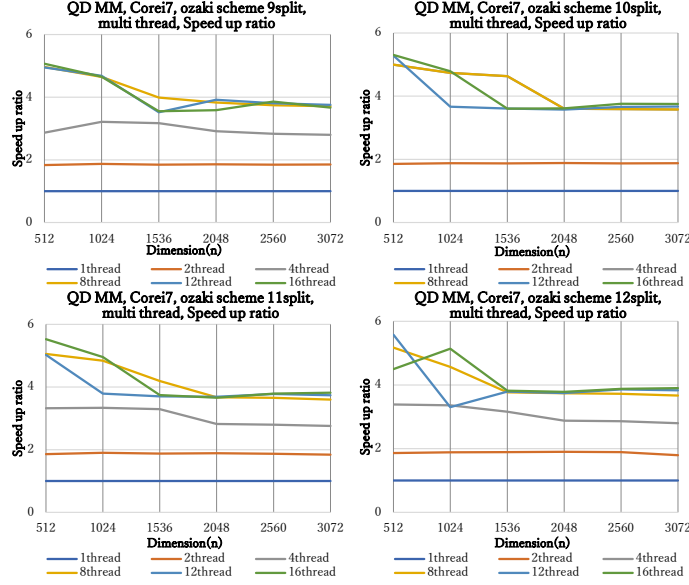 QD MM, Corei7, ozaki scheme 9split,
multi thread, Speed up ratio
6
4
2
0
Speed up ratio
512 1024 1536 2048 2560 3072
Dimension(n)
1thread 2thread 4thread
8thread 12thread 16thread
QD MM, Corei7, ozaki scheme 10split,
multi thread, Speed up ratio
6
4
2
0
Speed up ratio
512 1024 1536 2048 2560 3072
Dimension(n)
1thread 2thread 4thread
8thread 12thread 16thread
QD MM, Corei7, ozaki scheme 11split,
multi thread, Speed up ratio
6
4
2
0
Speed up ratio
512 1024 1536 2048 2560 3072
Dimension(n)
1thread 2thread 4thread
8thread 12thread 16thread
QD MM, Corei7, ozaki scheme 12split,
multi thread, Speed up ratio
6
4
2
0
Speed up ratio
512 1024 1536 2048 2560 3072
Dimension(n)
1thread 2thread 4thread
8thread 12thread 16thread